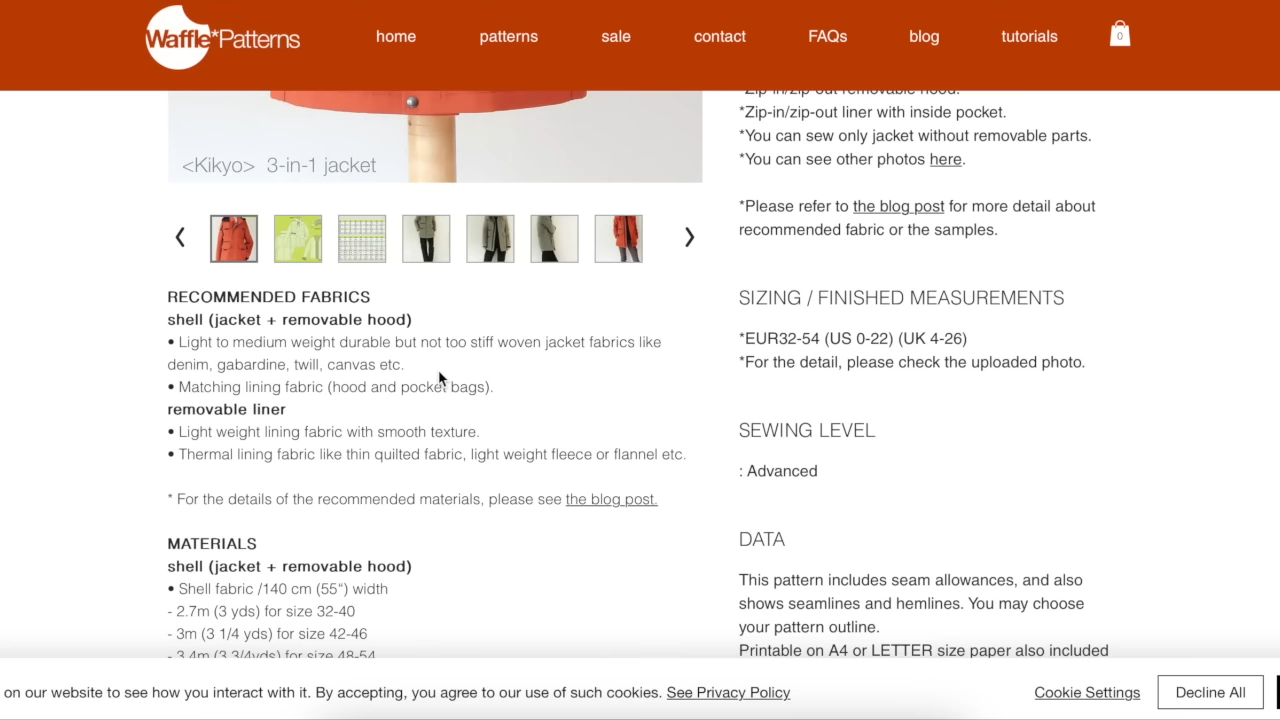 Waffle*Patterns
home
patterns
sale
contact
FAQs
blog
tutorials
0
<Kikyo> 3-in-1 jacket
RECOMMENDED FABRICS
shell (jacket + removable hood)
• Light to medium weight durable but not too stiff woven jacket fabrics like
denim, gabardine, twill, canvas etc.
• Matching lining fabric (hood and pocket bags).
removable liner
• Light weight lining fabric with smooth texture.
• Thermal lining fabric like thin quilted fabric, light weight fleece or flannel etc.
* For the details of the recommended materials, please see the blog post.
MATERIALS
shell (jacket + removable hood)
• Shell fabric /140 cm (55“) width
- 2.7m (3 yds) for size 32-40
- 3m (3 1/4 yds) for size 42-46
- 3.4m (3 3/4yds) for size 48-54
*Zip-in/zip-out removable hood.
*Zip-in/zip-out liner with inside pocket.
*You can sew only jacket without removable parts.
*You can see other photos here.
*Please refer to the blog post for more detail about
recommended fabric or the samples.
SIZING / FINISHED MEASUREMENTS
*EUR32-54 (US 0-22) (UK 4-26)
*For the detail, please check the uploaded photo.
SEWING LEVEL
: Advanced
DATA
This pattern includes seam allowances, and also
shows seamlines and hemlines. You may choose
your pattern outline.
Printable on A4 or LETTER size paper also included
on our website to see how you interact with it. By accepting, you agree to our use of such cookies. See Privacy Policy
Cookie Settings
Decline All